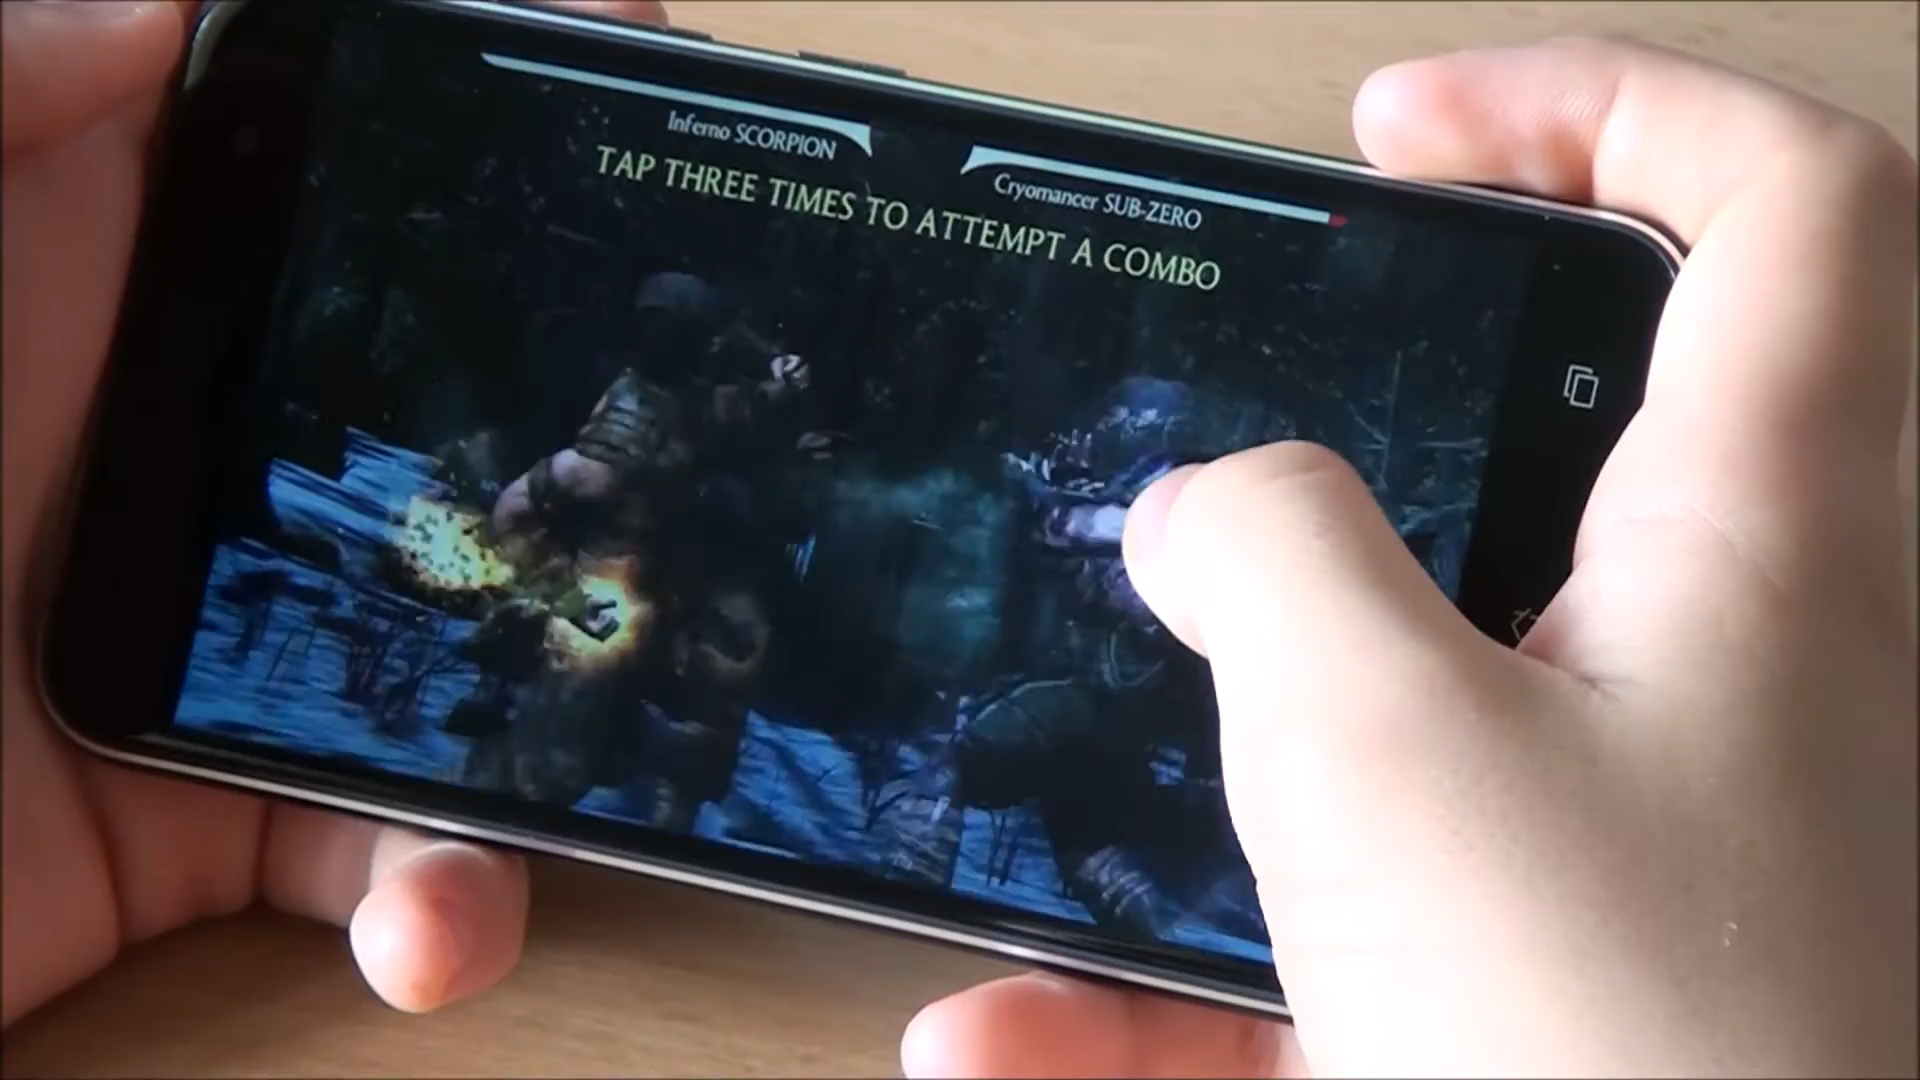 Inferno SCORPION
Cryomancer SUB-ZERO
TAP THREE TIMES TO ATTEMPT A COMBO